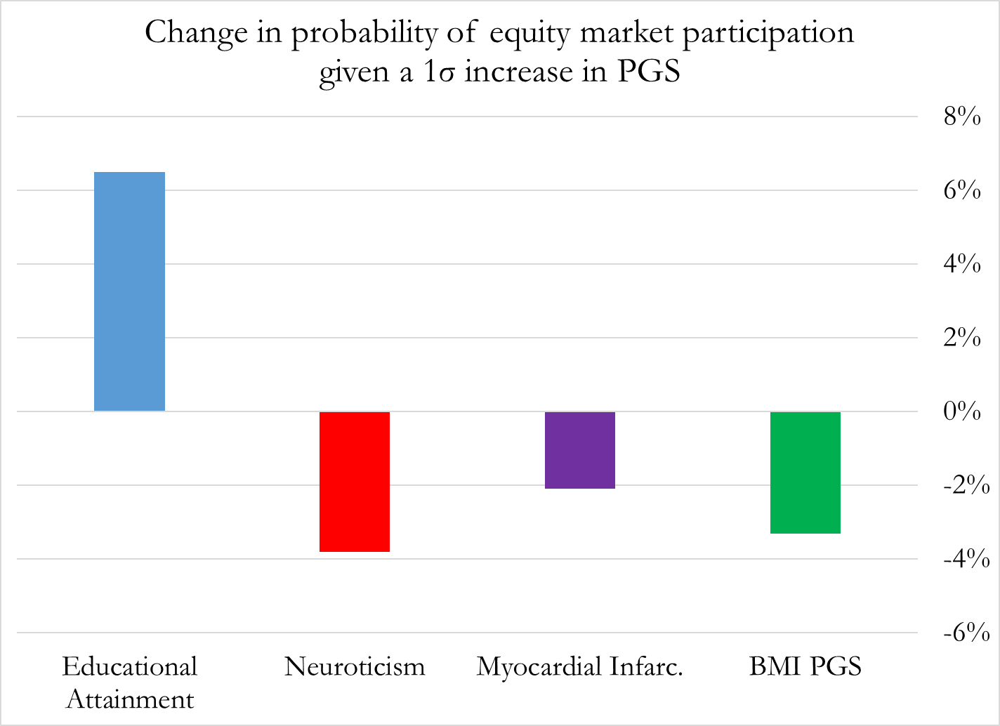 Change in probability of equity market participation
given a 1σ increase in PGS
8%
6%
4%
2%
0%
-2%
-4%
-6%
Educational
Attainment
Neuroticism
Myocardial Infarc.
BMI PGS